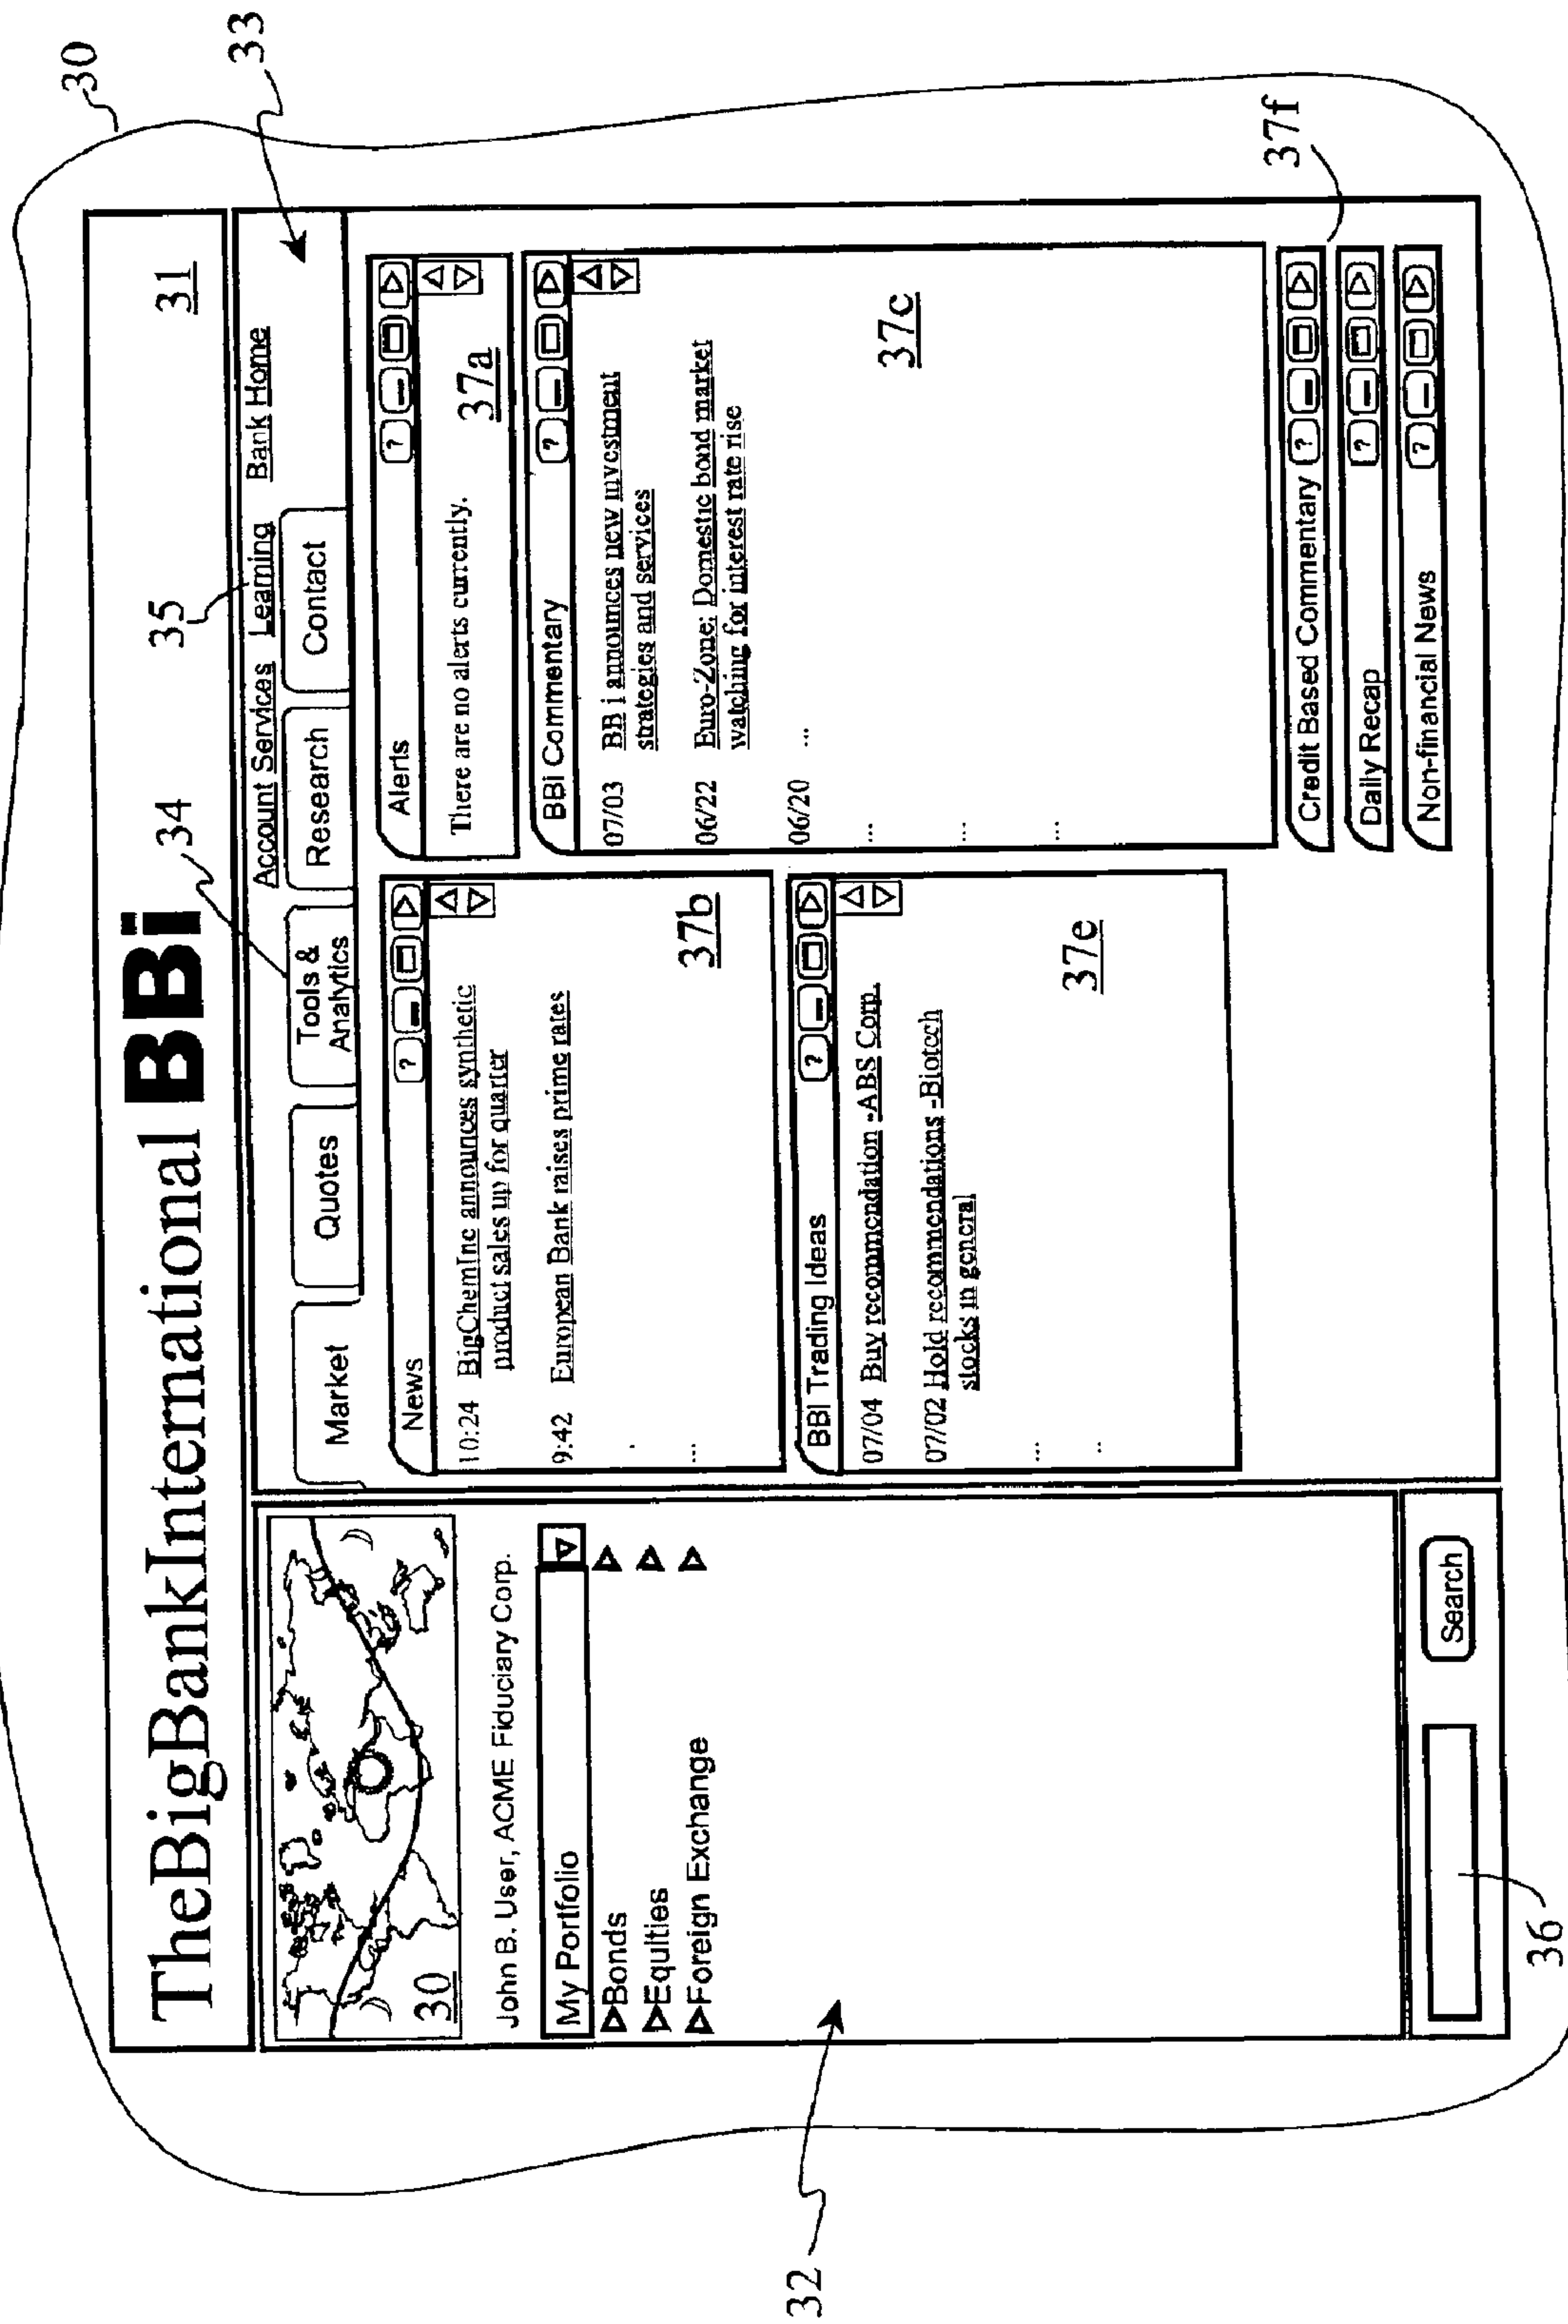 30
33
TheBigBankInternational BBi
31
34
35
Account Services Learning Bank Home
Market
Quotes
Tools &
Analytics
Research
Contact
30
John B. User, ACME Fiduciary Corp.
My Portfolio
Bonds
Equities
Foreign Exchange
32
Search
36
News
?
10:24 BigChemInc announces synthetic
product sales up for quarter
9:42 European Bank raises prime rates
.
...
37b
BBI Trading Ideas
?
07/04 Buy recommendation -ABS Corp.
07/02 Hold recommendations -Biotech
stocks in general
...
..
37e
Alerts
?
There are no alerts currently.
37a
BBI Commentary
?
07/03 BB i announces new investment
strategies and services
06/22 Euro-Zone: Domestic bond market
watching for interest rate rise
06/20 ...
...
...
...
37c
Credit Based Commentary ?
37f
Daily Recap ?
Non-financial News ?